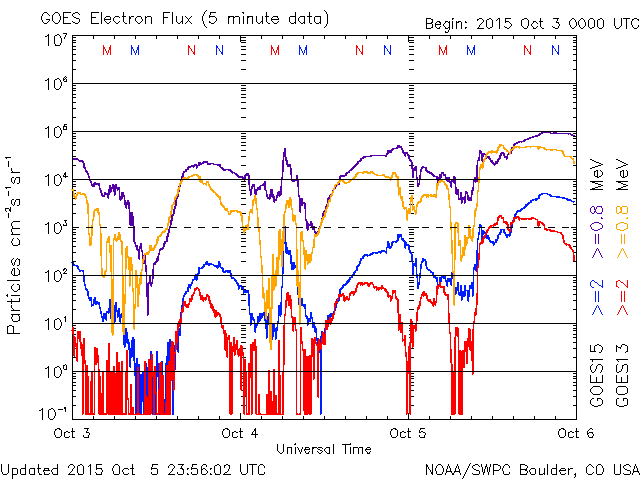 GOES Electron Flux (5 minute data)
Begin: 2015 Oct 3 0000 UTC
10⁷
M M N N M M N N M M N N
10⁶
10⁵
10⁴
10³
10²
10¹
10⁰
10⁻¹
Particles cm⁻²s⁻¹sr⁻¹
GOES15 >=2 >=0.8 MeV
GOES13 >=2 >=0.8 MeV
Oct 3 Oct 4 Oct 5 Oct 6
Universal Time
Updated 2015 Oct 5 23:56:02 UTC
NOAA/SWPC Boulder, CO USA